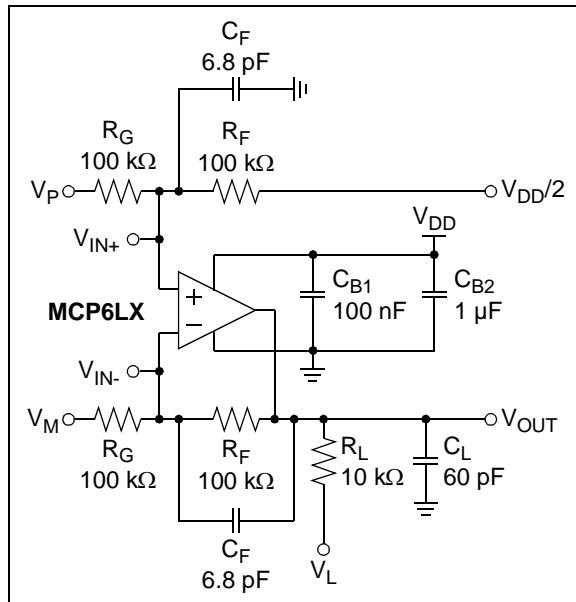 C_F
6.8 pF
R_G
100 kΩ
R_F
100 kΩ
V_P
V_DD/2
V_IN+
V_DD
MCP6LX
+
−
C_B1
100 nF
C_B2
1 µF
V_IN-
V_M
V_OUT
R_G
100 kΩ
R_F
100 kΩ
R_L
10 kΩ
C_L
60 pF
C_F
6.8 pF
V_L